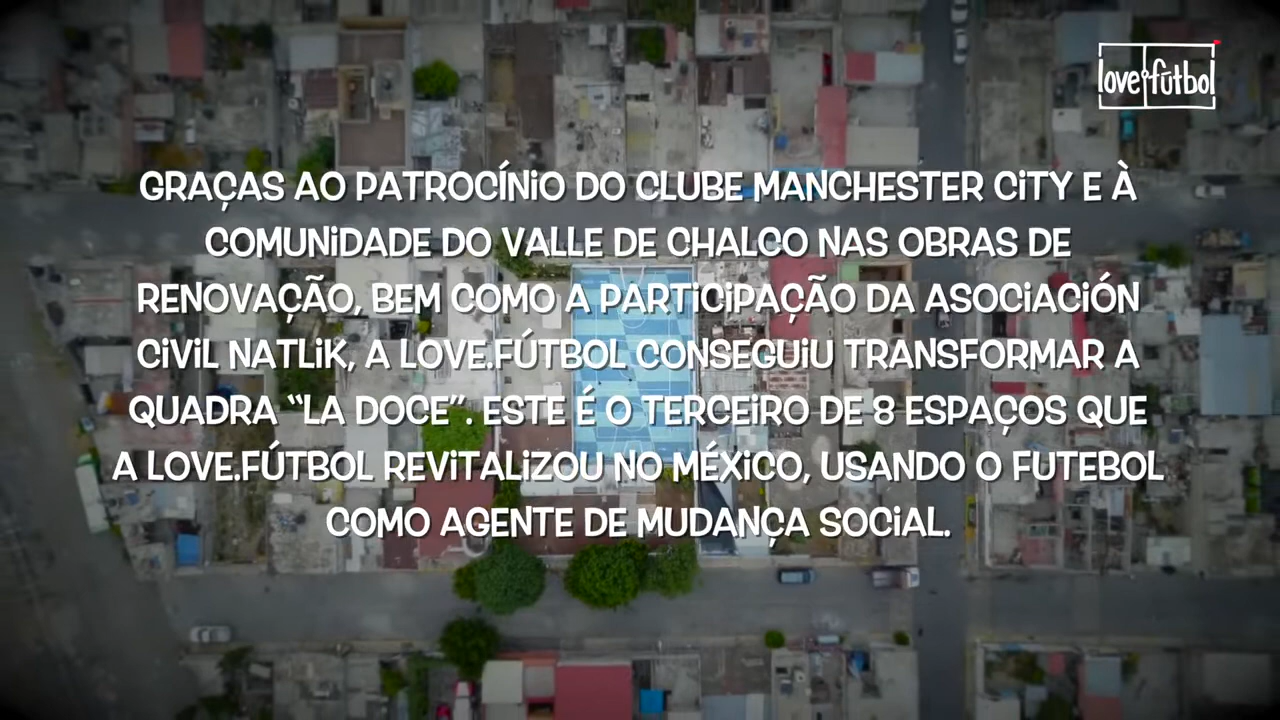 love.fútbol
GRAÇAS AO PATROCÍNiO DO CLUBE MANCHESTER CiTY E À
COMUNiDADE DO VALLE DE CHALCO NAS OBRAS DE
RENOVAÇÃO, BEM COMO A PARTiCiPAÇÃO DA ASOCiACiÓN
CiViL NATLiK, A LOVE.FÚTBOL CONSEGUiU TRANSFORMAR A
QUADRA “LA DOCE”. ESTE É O TERCEiRO DE 8 ESPAÇOS QUE
A LOVE.FÚTBOL REViTALiZOU NO MÉXiCO, USANDO O FUTEBOL
COMO AGENTE DE MUDANÇA SOCiAL.